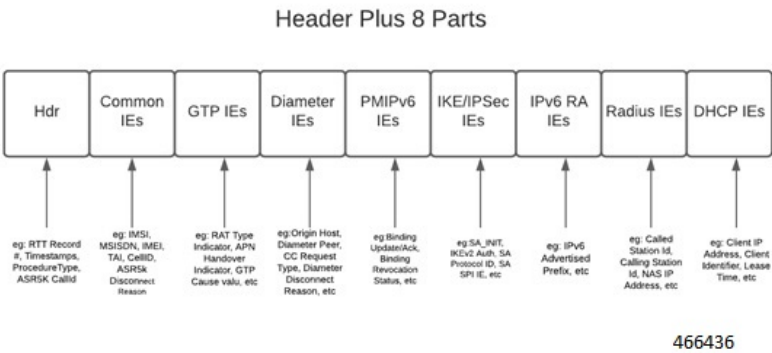 Header Plus 8 Parts
Hdr
Common
IEs
GTP IEs
Diameter
IEs
PMIPv6
IEs
IKE/IPSec
IEs
IPv6 RA
IEs
Radius IEs
DHCP IEs
eg: RTT Record
#, Timestamps,
ProcedureType,
ASR5K CallId
eg: IMSI,
MSISDN, IMEI,
TAI, CellID,
ASR5k
Disconnect
Reason
eg: RAT Type
Indicator, APN
Handover
Indicator, GTP
Cause valu, etc
eg:Origin Host,
Diameter Peer,
CC Request
Type, Diameter
Disconnect
Reason, etc
eg:Binding
Update/Ack,
Binding
Revocation
Status, etc
eg:SA_INIT,
IKEv2 Auth, SA
Protocol ID, SA
SPI IE, etc
eg: IPv6
Advertised
Prefix, etc
eg: Called
Station Id,
Calling Station
Id, NAS IP
Address, etc
eg: Client IP
Address, Client
Identifier, Lease
Time, etc
466436